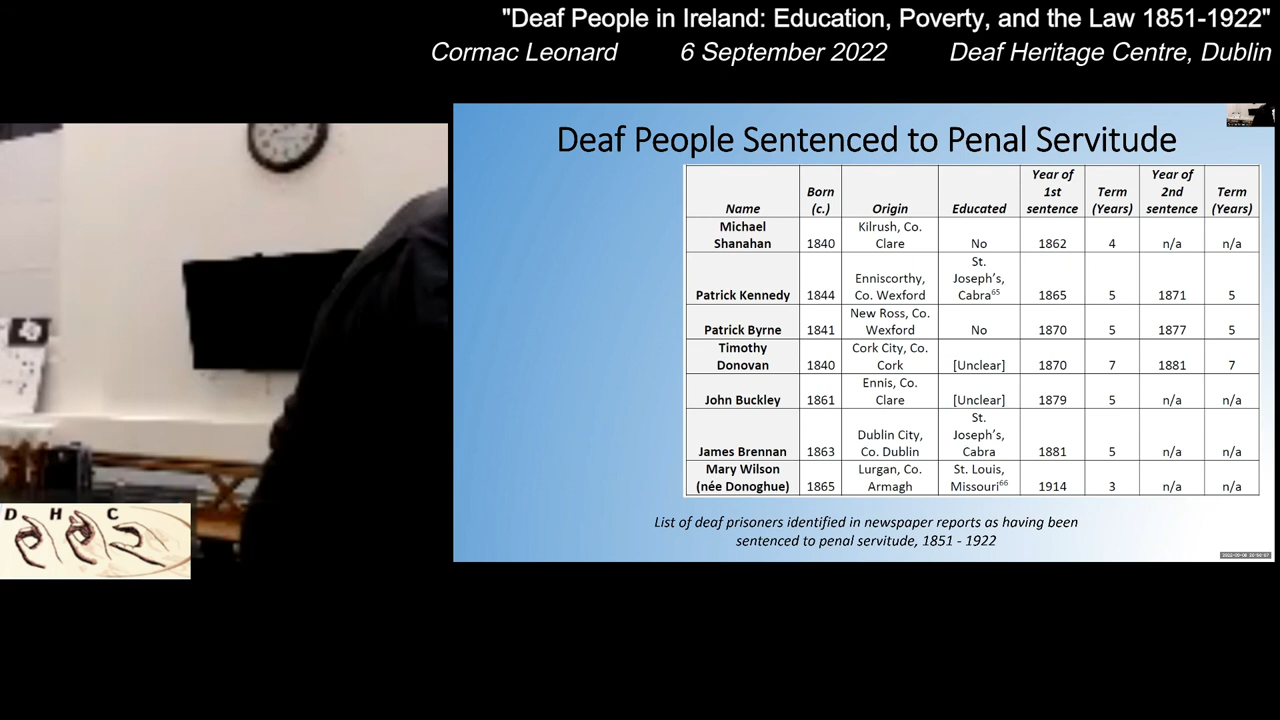 "Deaf People in Ireland: Education, Poverty, and the Law 1851-1922"
Cormac Leonard 6 September 2022 Deaf Heritage Centre, Dublin
Deaf People Sentenced to Penal Servitude
Name Born (c.) Origin Educated Year of 1st sentence Term (Years) Year of 2nd sentence Term (Years)
Michael Shanahan 1840 Kilrush, Co. Clare No 1862 4 n/a n/a
Patrick Kennedy 1844 Enniscorthy, Co. Wexford St. Joseph's, Cabra⁶⁵ 1865 5 1871 5
Patrick Byrne 1841 New Ross, Co. Wexford No 1870 5 1877 5
Timothy Donovan 1840 Cork City, Co. Cork [Unclear] 1870 7 1881 7
John Buckley 1861 Ennis, Co. Clare [Unclear] 1879 5 n/a n/a
James Brennan 1863 Dublin City, Co. Dublin St. Joseph's, Cabra 1881 5 n/a n/a
Mary Wilson (née Donoghue) 1865 Lurgan, Co. Armagh St. Louis, Missouri⁶⁶ 1914 3 n/a n/a
List of deaf prisoners identified in newspaper reports as having been
sentenced to penal servitude, 1851 - 1922
D H C